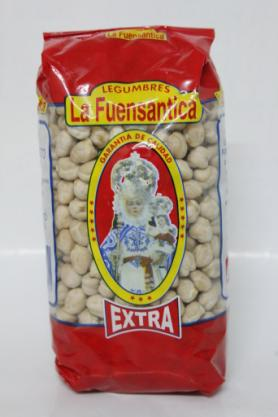 La Fuensantica
LEGUMBRES
La Fuensantica
GARANTIA DE CALIDAD
EXTRA